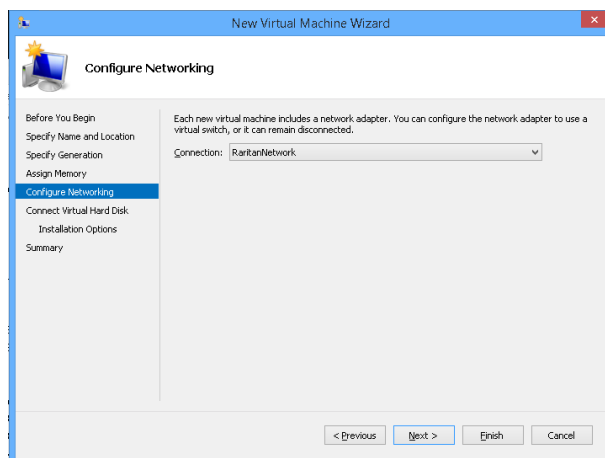 New Virtual Machine Wizard
Configure Networking
Before You Begin
Specify Name and Location
Specify Generation
Assign Memory
Configure Networking
Connect Virtual Hard Disk
Installation Options
Summary
Each new virtual machine includes a network adapter. You can configure the network adapter to use a
virtual switch, or it can remain disconnected.
Connection: RaritanNetwork
< Previous Next > Finish Cancel